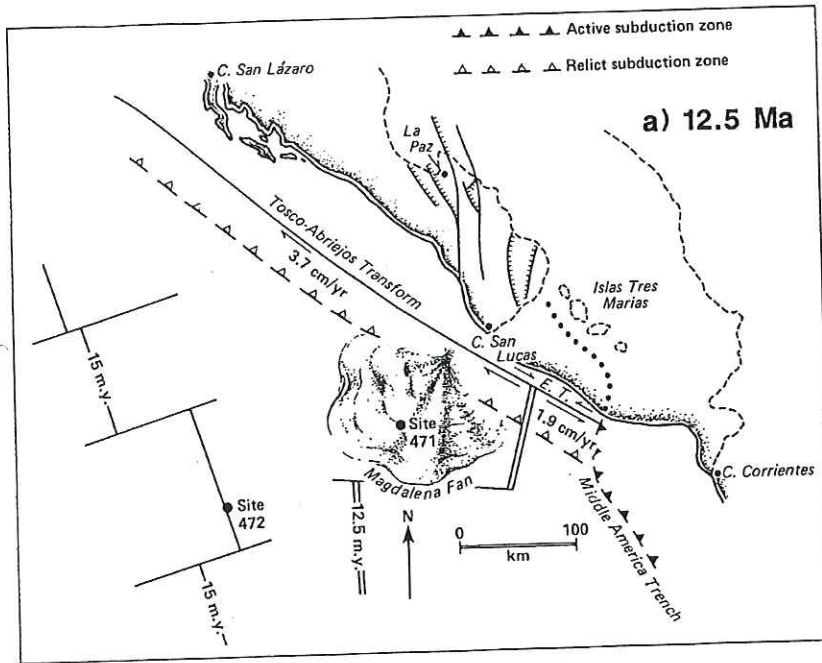 Active subduction zone
Relict subduction zone
a) 12.5 Ma
C. San Lázaro
La
Paz
Tosco-Abriejos Transform
3.7 cm/yr
Islas Tres
Marias
C. San
Lucas
E. T.
1.9 cm/yr
C. Corrientes
Middle America Trench
Site
471
Magdalena Fan
15 m.y.
Site
472
12.5 m.y.
15 m.y.
N
0 100
km